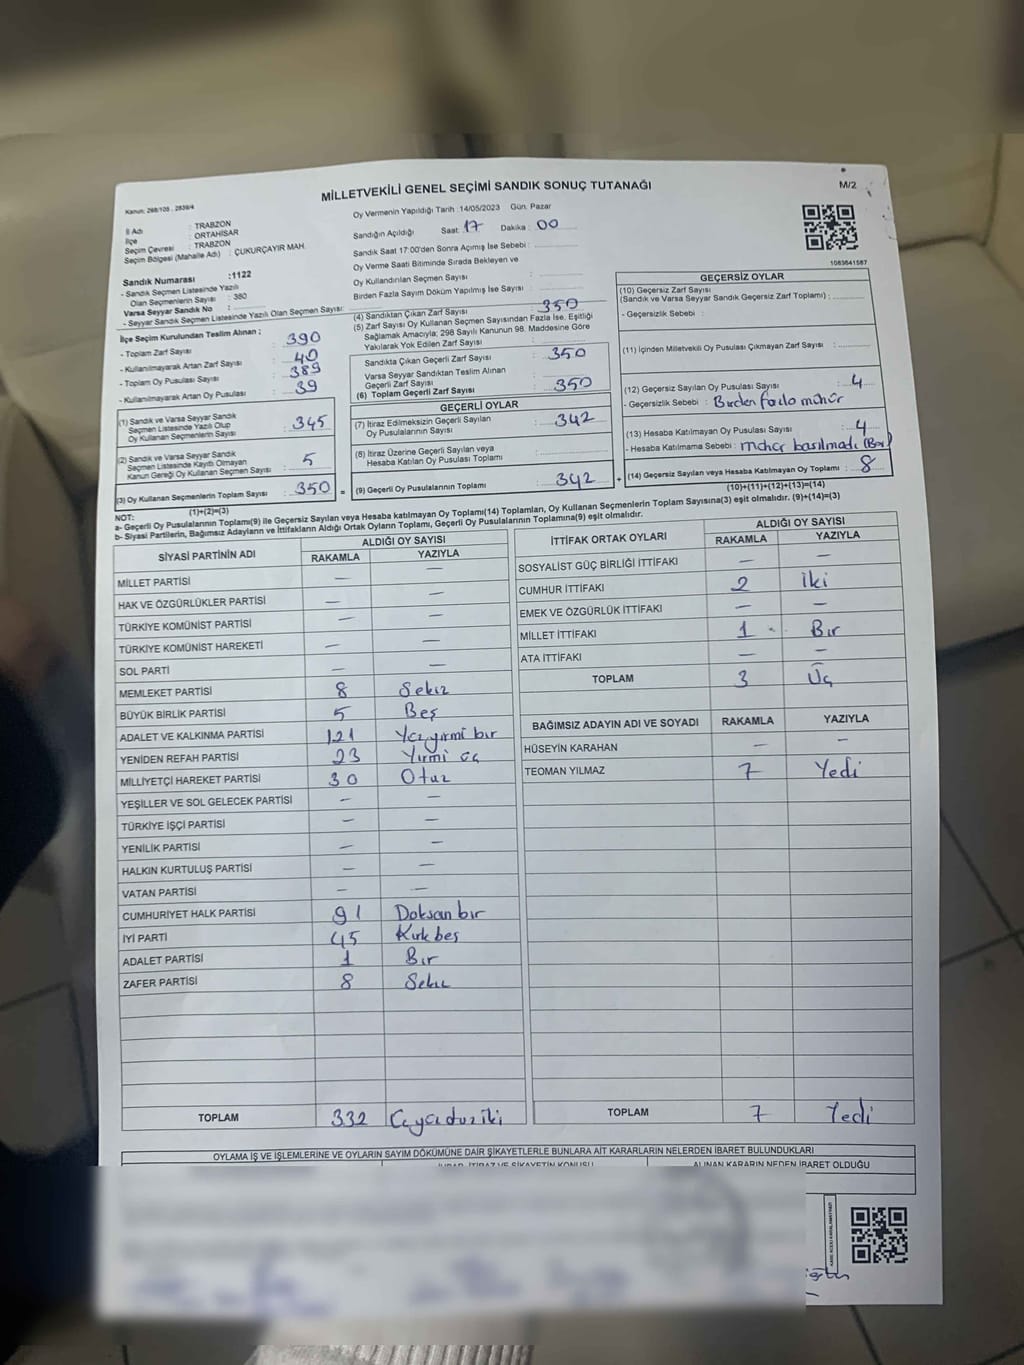 MİLLETVEKİLİ GENEL SEÇİMİ SANDIK SONUÇ TUTANAĞI
M/2
Kanun: 298/105 , 2839/4
Oy Vermenin Yapıldığı Tarih :14/05/2023 Gün. Pazar
İl Adı : TRABZON
İlçe : ORTAHİSAR
Seçim Çevresi : TRABZON
Seçim Bölgesi (Mahalle Adı) : ÇUKURÇAYIR MAH.
Sandığın Açıldığı Saat: 17 Dakika : 00
Sandık Saat 17:00'den Sonra Açımış İse Sebebi :
Oy Verme Saati Bitiminde Sırada Bekleyen ve
Oy Kullandırılan Seçmen Sayısı :
Birden Fazla Sayım Döküm Yapılmış İse Sayısı :
1083641587
Sandık Numarası :1122
- Sandık Seçmen Listesinde Yazılı
Olan Seçmenlerin Sayısı : 380
Varsa Seyyar Sandık No :
- Seyyar Sandık Seçmen Listesinde Yazılı Olan Seçmen Sayısı:
İlçe Seçim Kurulundan Teslim Alınan ;
- Toplam Zarf Sayısı : 390
- Kullanılmayarak Artan Zarf Sayısı : 40
- Toplam Oy Pusulası Sayısı : 389
- Kullanılmayarak Artan Oy Pusulası : 39
(1) Sandık ve Varsa Seyyar Sandık
Seçmen Listesinde Yazılı Olup
Oy Kullanan Seçmenlerin Sayısı : 345
(2) Sandık ve Varsa Seyyar Sandık
Seçmen Listesinde Kayıtlı Olmayan
Kanun Gereği Oy Kullanan Seçmen Sayısı : 5
(3) Oy Kullanan Seçmenlerin Toplam Sayısı : 350
(1)+(2)=(3)
(4) Sandıktan Çıkan Zarf Sayısı : 350
(5) Zarf Sayısı Oy Kullanan Seçmen Sayısından Fazla İse, Eşitliği
Sağlamak Amacıyla; 298 Sayılı Kanunun 98. Maddesine Göre
Yakılarak Yok Edilen Zarf Sayısı :
Sandıkta Çıkan Geçerli Zarf Sayısı : 350
Varsa Seyyar Sandıktan Teslim Alınan
Geçerli Zarf Sayısı :
(6) Toplam Geçerli Zarf Sayısı : 350
GEÇERLİ OYLAR
(7) İtiraz Edilmeksizin Geçerli Sayılan
Oy Pusulalarının Sayısı : 342
(8) İtiraz Üzerine Geçerli Sayılan veya
Hesaba Katılan Oy Pusulası Toplamı :
= (9) Geçerli Oy Pusulalarının Toplamı : 342
GEÇERSİZ OYLAR
(10) Geçersiz Zarf Sayısı
(Sandık ve Varsa Seyyar Sandık Geçersiz Zarf Toplamı) :
- Geçersizlik Sebebi :
(11) İçinden Milletvekili Oy Pusulası Çıkmayan Zarf Sayısı :
(12) Geçersiz Sayılan Oy Pusulası Sayısı : 4
- Geçersizlik Sebebi : Birden fazla mühür
(13) Hesaba Katılmayan Oy Pusulası Sayısı : 4
- Hesaba Katılmama Sebebi : mühür basılmadı (Boş)
+ (14) Geçersiz Sayılan veya Hesaba Katılmayan Oy Toplamı : 8
(10)+(11)+(12)+(13)=(14)
NOT:
a- Geçerli Oy Pusulalarının Toplamı(9) ile Geçersiz Sayılan veya Hesaba katılmayan Oy Toplamı(14) Toplamları, Oy Kullanan Seçmenlerin Toplam Sayısına(3) eşit olmalıdır. (9)+(14)=(3)
b- Siyasi Partilerin, Bağımsız Adayların ve İttifakların Aldığı Ortak Oyların Toplamı, Geçerli Oy Pusulalarının Toplamına(9) eşit olmalıdır.
SİYASİ PARTİNİN ADI ALDIĞI OY SAYISI
RAKAMLA YAZIYLA
MİLLET PARTİSİ — —
HAK VE ÖZGÜRLÜKLER PARTİSİ — —
TÜRKİYE KOMÜNİST PARTİSİ — —
TÜRKİYE KOMÜNİST HAREKETİ — —
SOL PARTİ — —
MEMLEKET PARTİSİ 8 Sekiz
BÜYÜK BİRLİK PARTİSİ 5 Beş
ADALET VE KALKINMA PARTİSİ 121 Yüzyirmi bir
YENİDEN REFAH PARTİSİ 23 Yirmi üç
MİLLİYETÇİ HAREKET PARTİSİ 30 Otuz
YEŞİLLER VE SOL GELECEK PARTİSİ — —
TÜRKİYE İŞÇİ PARTİSİ — —
YENİLİK PARTİSİ — —
HALKIN KURTULUŞ PARTİSİ — —
VATAN PARTİSİ — —
CUMHURİYET HALK PARTİSİ 91 Doksan bir
İYİ PARTİ 45 Kırk beş
ADALET PARTİSİ 1 Bir
ZAFER PARTİSİ 8 Sekiz
TOPLAM 332 Üçyüzotuz iki
İTTİFAK ORTAK OYLARI ALDIĞI OY SAYISI
RAKAMLA YAZIYLA
SOSYALİST GÜÇ BİRLİĞİ İTTİFAKI — —
CUMHUR İTTİFAKI 2 İki
EMEK VE ÖZGÜRLÜK İTTİFAKI — —
MİLLET İTTİFAKI 1 Bir
ATA İTTİFAKI — —
TOPLAM 3 Üç
BAĞIMSIZ ADAYIN ADI VE SOYADI RAKAMLA YAZIYLA
HÜSEYİN KARAHAN — —
TEOMAN YILMAZ 7 Yedi
TOPLAM 7 Yedi
OYLAMA İŞ VE İŞLEMLERİNE VE OYLARIN SAYIM DÖKÜMÜNE DAİR ŞİKAYETLERLE BUNLARA AİT KARARLARIN NELERDEN İBARET BULUNDUKLARI
İTİRAZ VE ŞİKAYETİN KONUSU ALINAN KARARIN NEDEN İBARET OLDUĞU